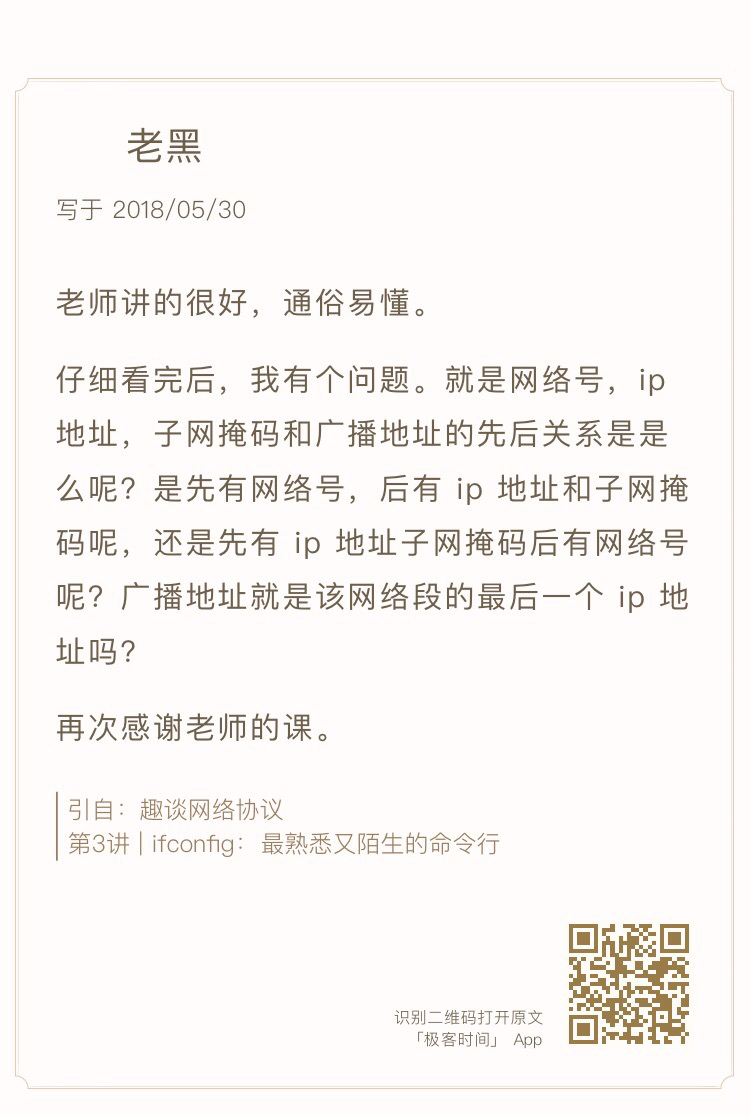 老黑
写于 2018/05/30
老师讲的很好，通俗易懂。
仔细看完后，我有个问题。就是网络号，ip
地址，子网掩码和广播地址的先后关系是是
么呢？是先有网络号，后有 ip 地址和子网掩
码呢，还是先有 ip 地址子网掩码后有网络号
呢？广播地址就是该网络段的最后一个 ip 地
址吗？
再次感谢老师的课。
引自：趣谈网络协议
第3讲 | ifconfig：最熟悉又陌生的命令行
识别二维码打开原文
「极客时间」 App